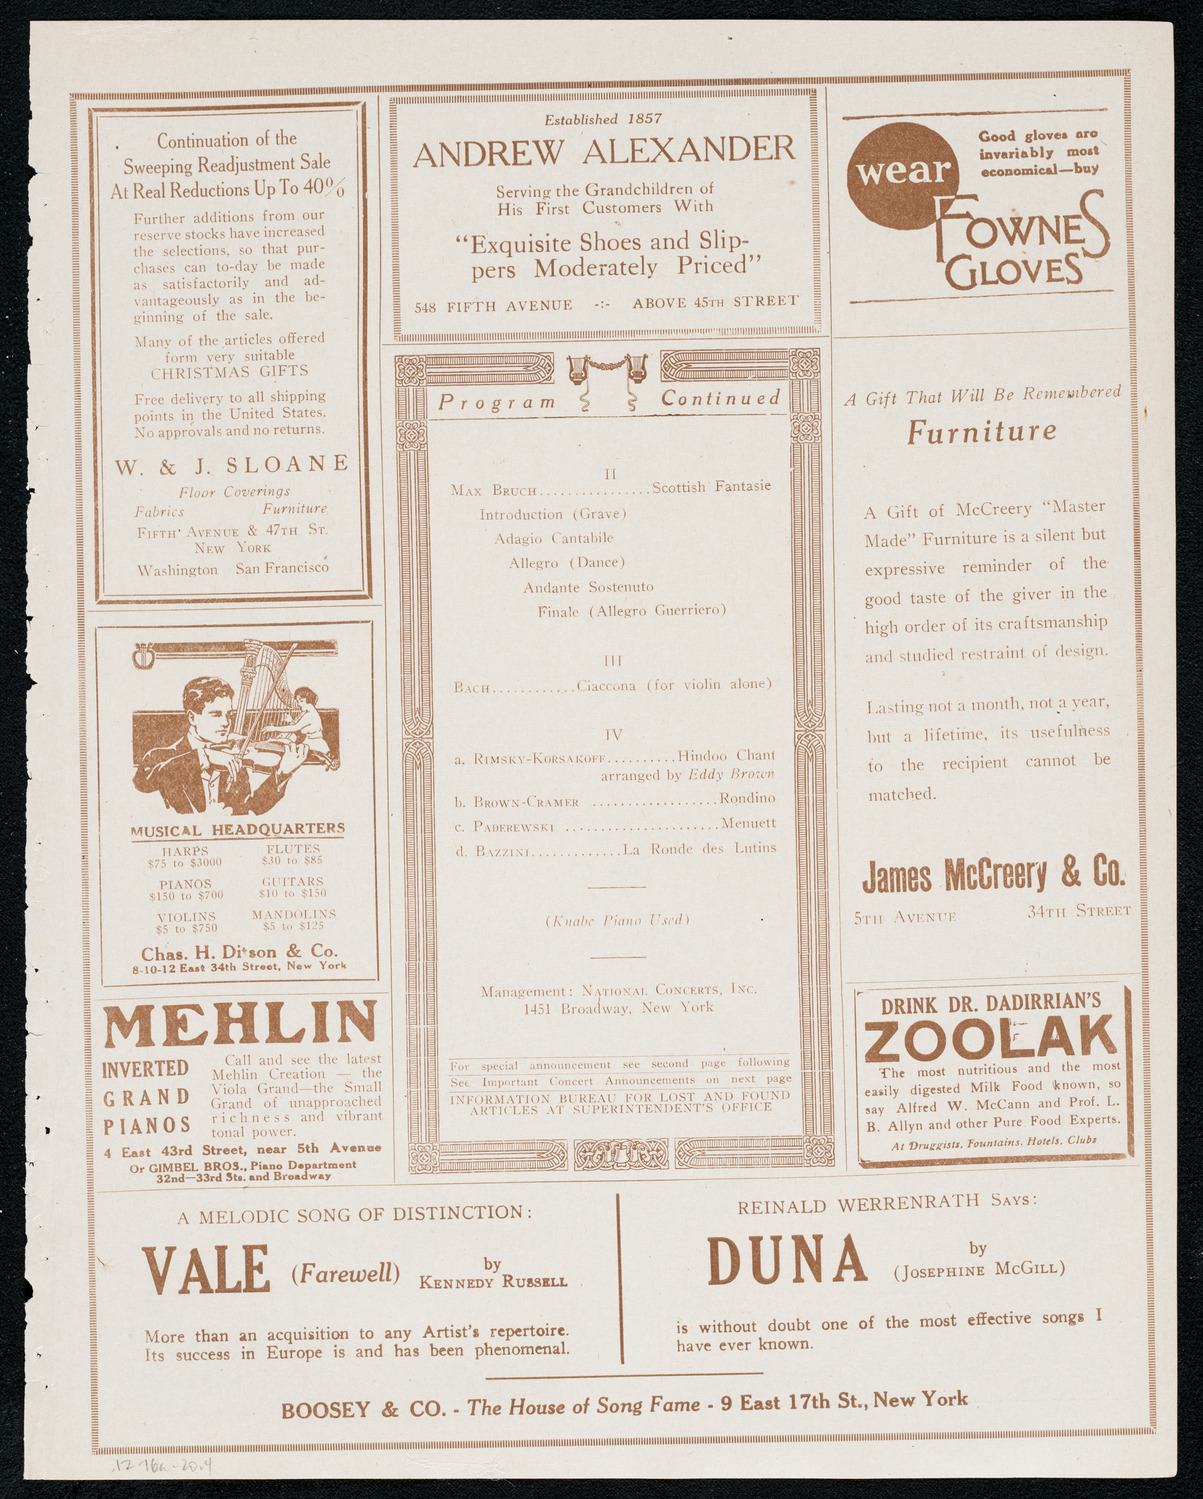 Continuation of the
Sweeping Readjustment Sale
At Real Reductions Up To 40%
Further additions from our
reserve stocks have increased
the selections, so that pur-
chases can to-day be made
as satisfactorily and ad-
vantageously as in the be-
ginning of the sale.
Many of the articles offered
form very suitable
CHRISTMAS GIFTS
Free delivery to all shipping
points in the United States.
No approvals and no returns.
W. & J. SLOANE
Floor Coverings
Fabrics Furniture
FIFTH AVENUE & 47TH ST.
NEW YORK
Washington San Francisco
MUSICAL HEADQUARTERS
HARPS FLUTES
$75 to $3000 $30 to $85
PIANOS GUITARS
$150 to $700 $10 to $150
VIOLINS MANDOLINS
$5 to $750 $5 to $125
Chas. H. Ditson & Co.
8-10-12 East 34th Street, New York
MEHLIN
INVERTED
GRAND
PIANOS
Call and see the latest
Mehlin Creation — the
Viola Grand—the Small
Grand of unapproached
richness and vibrant
tonal power.
4 East 43rd Street, near 5th Avenue
Or GIMBEL BROS., Piano Department
32nd—33rd Sts. and Broadway
Established 1857
ANDREW ALEXANDER
Serving the Grandchildren of
His First Customers With
"Exquisite Shoes and Slip-
pers Moderately Priced"
548 FIFTH AVENUE -:- ABOVE 45TH STREET
Program Continued
II
MAX BRUCH................Scottish Fantasie
Introduction (Grave)
Adagio Cantabile
Allegro (Dance)
Andante Sostenuto
Finale (Allegro Guerriero)
III
BACH...........Ciaccona (for violin alone)
IV
a. RIMSKY-KORSAKOFF..........Hindoo Chant
arranged by Eddy Brown
b. BROWN-CRAMER ..................Rondino
c. PADEREWSKI ......................Menuett
d. BAZZINI.............La Ronde des Lutins
(Knabe Piano Used)
Management: NATIONAL CONCERTS, INC.
1451 Broadway, New York
For special announcement see second page following
See Important Concert Announcements on next page
INFORMATION BUREAU FOR LOST AND FOUND
ARTICLES AT SUPERINTENDENT'S OFFICE
wear
Good gloves are
invariably most
economical—buy
FOWNES
GLOVES
A Gift That Will Be Remembered
Furniture
A Gift of McCreery "Master
Made" Furniture is a silent but
expressive reminder of the
good taste of the giver in the
high order of its craftsmanship
and studied restraint of design.
Lasting not a month, not a year,
but a lifetime, its usefulness
to the recipient cannot be
matched.
James McCreery & Co.
5TH AVENUE 34TH STREET
DRINK DR. DADIRRIAN'S
ZOOLAK
The most nutritious and the most
easily digested Milk Food known, so
say Alfred W. McCann and Prof. L.
B. Allyn and other Pure Food Experts.
At Druggists, Fountains, Hotels, Clubs
A MELODIC SONG OF DISTINCTION:
VALE (Farewell) by
KENNEDY RUSSELL
More than an acquisition to any Artist's repertoire.
Its success in Europe is and has been phenomenal.
REINALD WERRENRATH SAYS:
DUNA by
(JOSEPHINE MCGILL)
is without doubt one of the most effective songs I
have ever known.
BOOSEY & CO. - The House of Song Fame - 9 East 17th St., New York